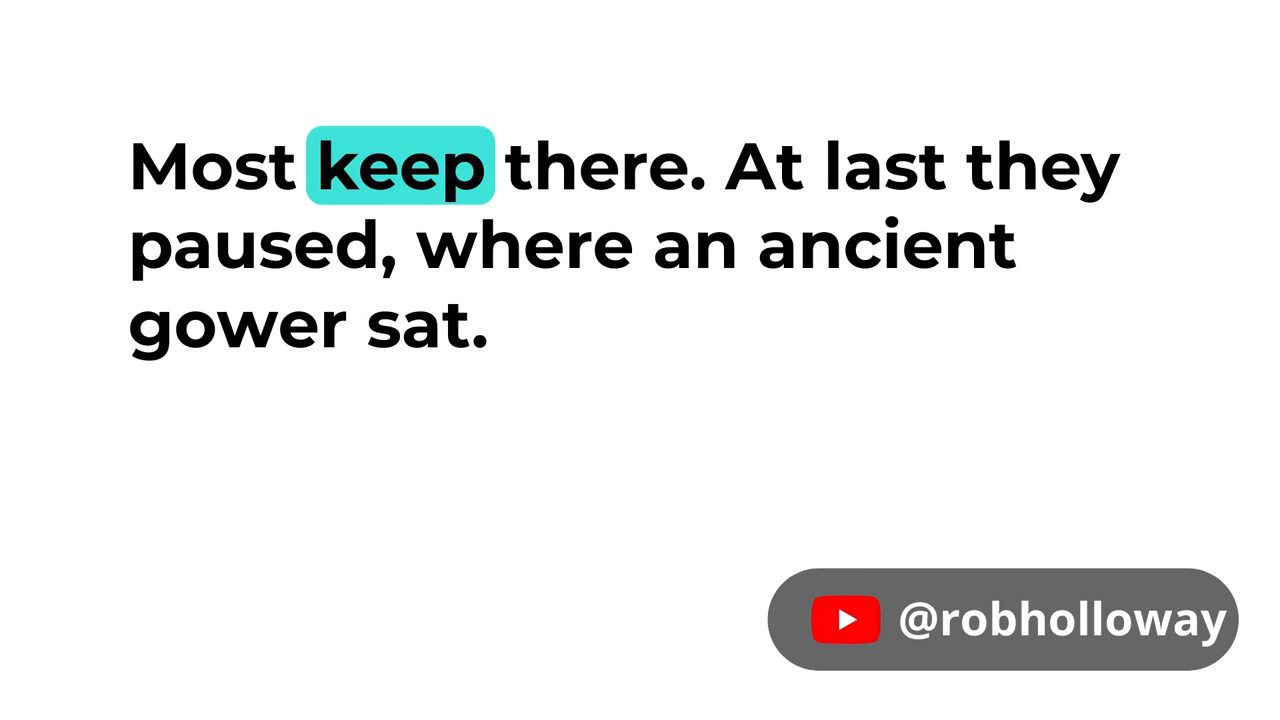 Most keep there. At last they
paused, where an ancient
gower sat.
@robholloway